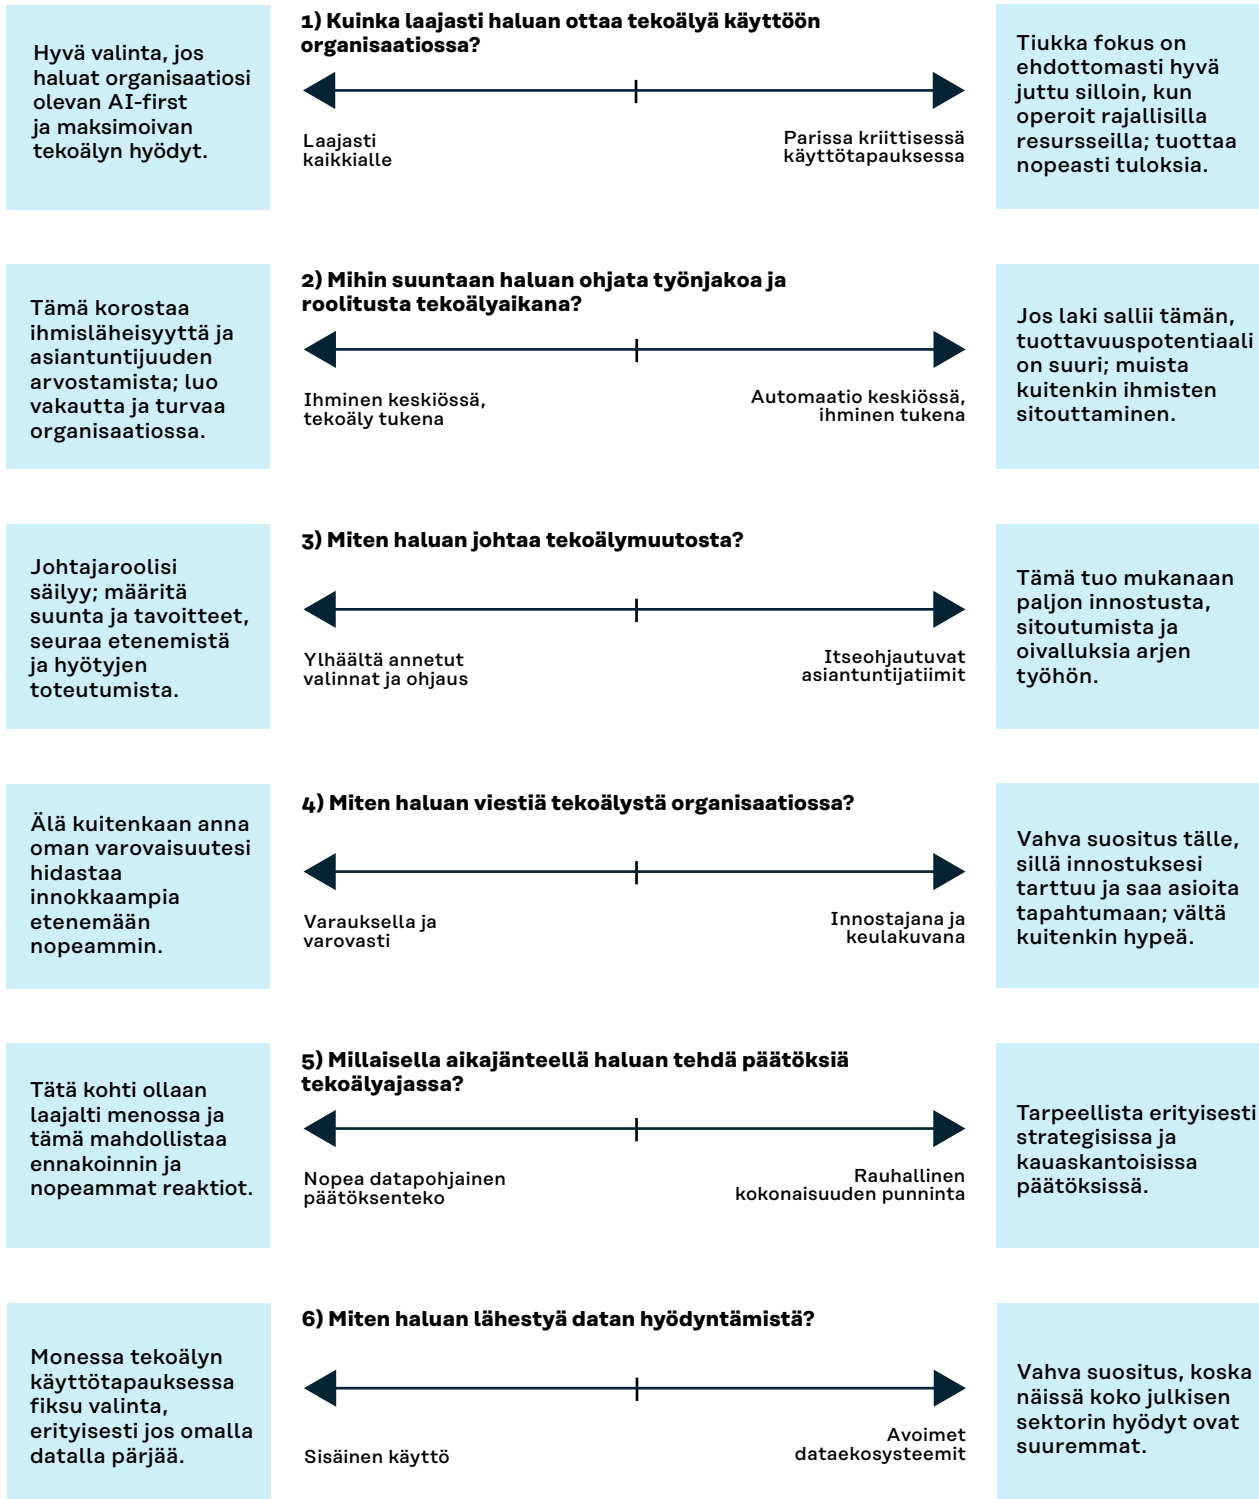 1) Kuinka laajasti haluan ottaa tekoälyä käyttöön
organisaatiossa?
Hyvä valinta, jos
haluat organisaatiosi
olevan AI-first
ja maksimoivan
tekoälyn hyödyt.
Laajasti
kaikkialle
Parissa kriittisessä
käyttötapauksessa
Tiukka fokus on
ehdottomasti hyvä
juttu silloin, kun
operoit rajallisilla
resursseilla; tuottaa
nopeasti tuloksia.
2) Mihin suuntaan haluan ohjata työnjakoa ja
roolitusta tekoälyaikana?
Tämä korostaa
ihmisläheisyyttä ja
asiantuntijuuden
arvostamista; luo
vakautta ja turvaa
organisaatiossa.
Ihminen keskiössä,
tekoäly tukena
Automaatio keskiössä,
ihminen tukena
Jos laki sallii tämän,
tuottavuuspotentiaali
on suuri; muista
kuitenkin ihmisten
sitouttaminen.
3) Miten haluan johtaa tekoälymuutosta?
Johtajaroolisi
säilyy; määritä
suunta ja tavoitteet,
seuraa etenemistä
ja hyötyjen
toteutumista.
Ylhäältä annetut
valinnat ja ohjaus
Itseohjautuvat
asiantuntijatiimit
Tämä tuo mukanaan
paljon innostusta,
sitoutumista ja
oivalluksia arjen
työhön.
4) Miten haluan viestiä tekoälystä organisaatiossa?
Älä kuitenkaan anna
oman varovaisuutesi
hidastaa
innokkaampia
etenemään
nopeammin.
Varauksella ja
varovasti
Innostajana ja
keulakuvana
Vahva suositus tälle,
sillä innostuksesi
tarttuu ja saa asioita
tapahtumaan; vältä
kuitenkin hypeä.
5) Millaisella aikajänteellä haluan tehdä päätöksiä
tekoälyajassa?
Tätä kohti ollaan
laajalti menossa ja
tämä mahdollistaa
ennakoinnin ja
nopeammat reaktiot.
Nopea datapohjainen
päätöksenteko
Rauhallinen
kokonaisuuden punninta
Tarpeellista erityisesti
strategisissa ja
kauaskantoisissa
päätöksissä.
6) Miten haluan lähestyä datan hyödyntämistä?
Monessa tekoälyn
käyttötapauksessa
fiksu valinta,
erityisesti jos omalla
datalla pärjää.
Sisäinen käyttö
Avoimet
dataekosysteemit
Vahva suositus, koska
näissä koko julkisen
sektorin hyödyt ovat
suuremmat.